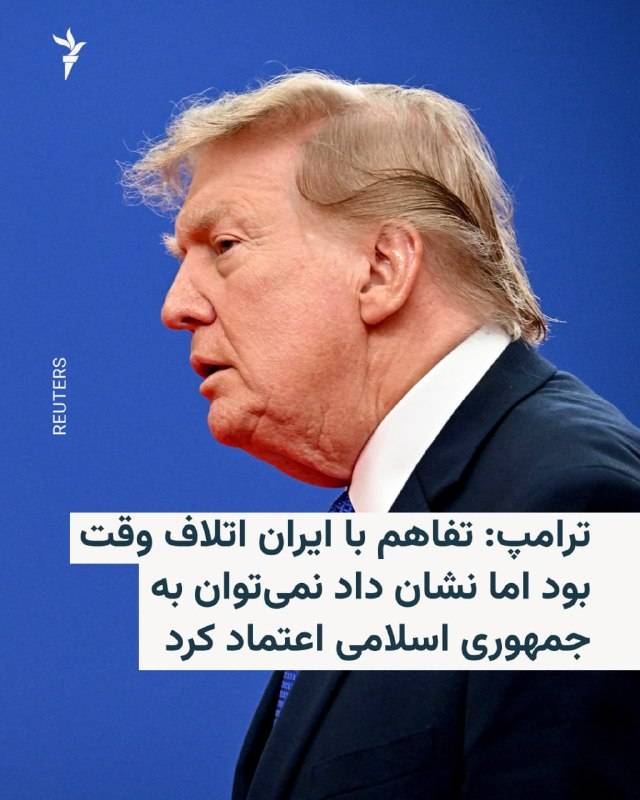 REUTERS
ترامپ: تفاهم با ایران اتلاف وقت
بود اما نشان داد نمی‌توان به
جمهوری اسلامی اعتماد کرد